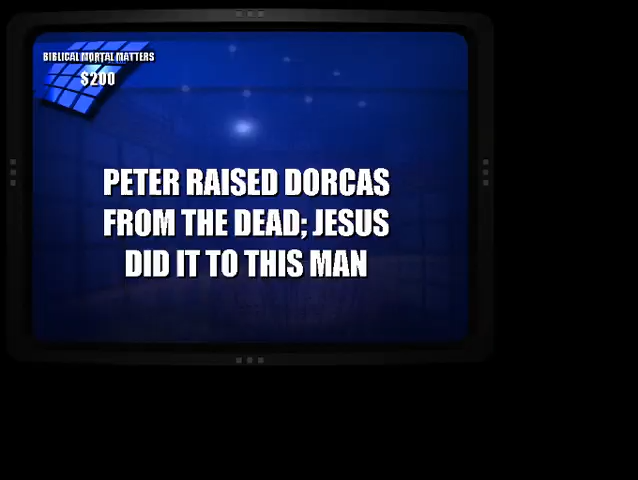 BIBLICAL MORTAL MATTERS
$200
PETER RAISED DORCAS
FROM THE DEAD; JESUS
DID IT TO THIS MAN